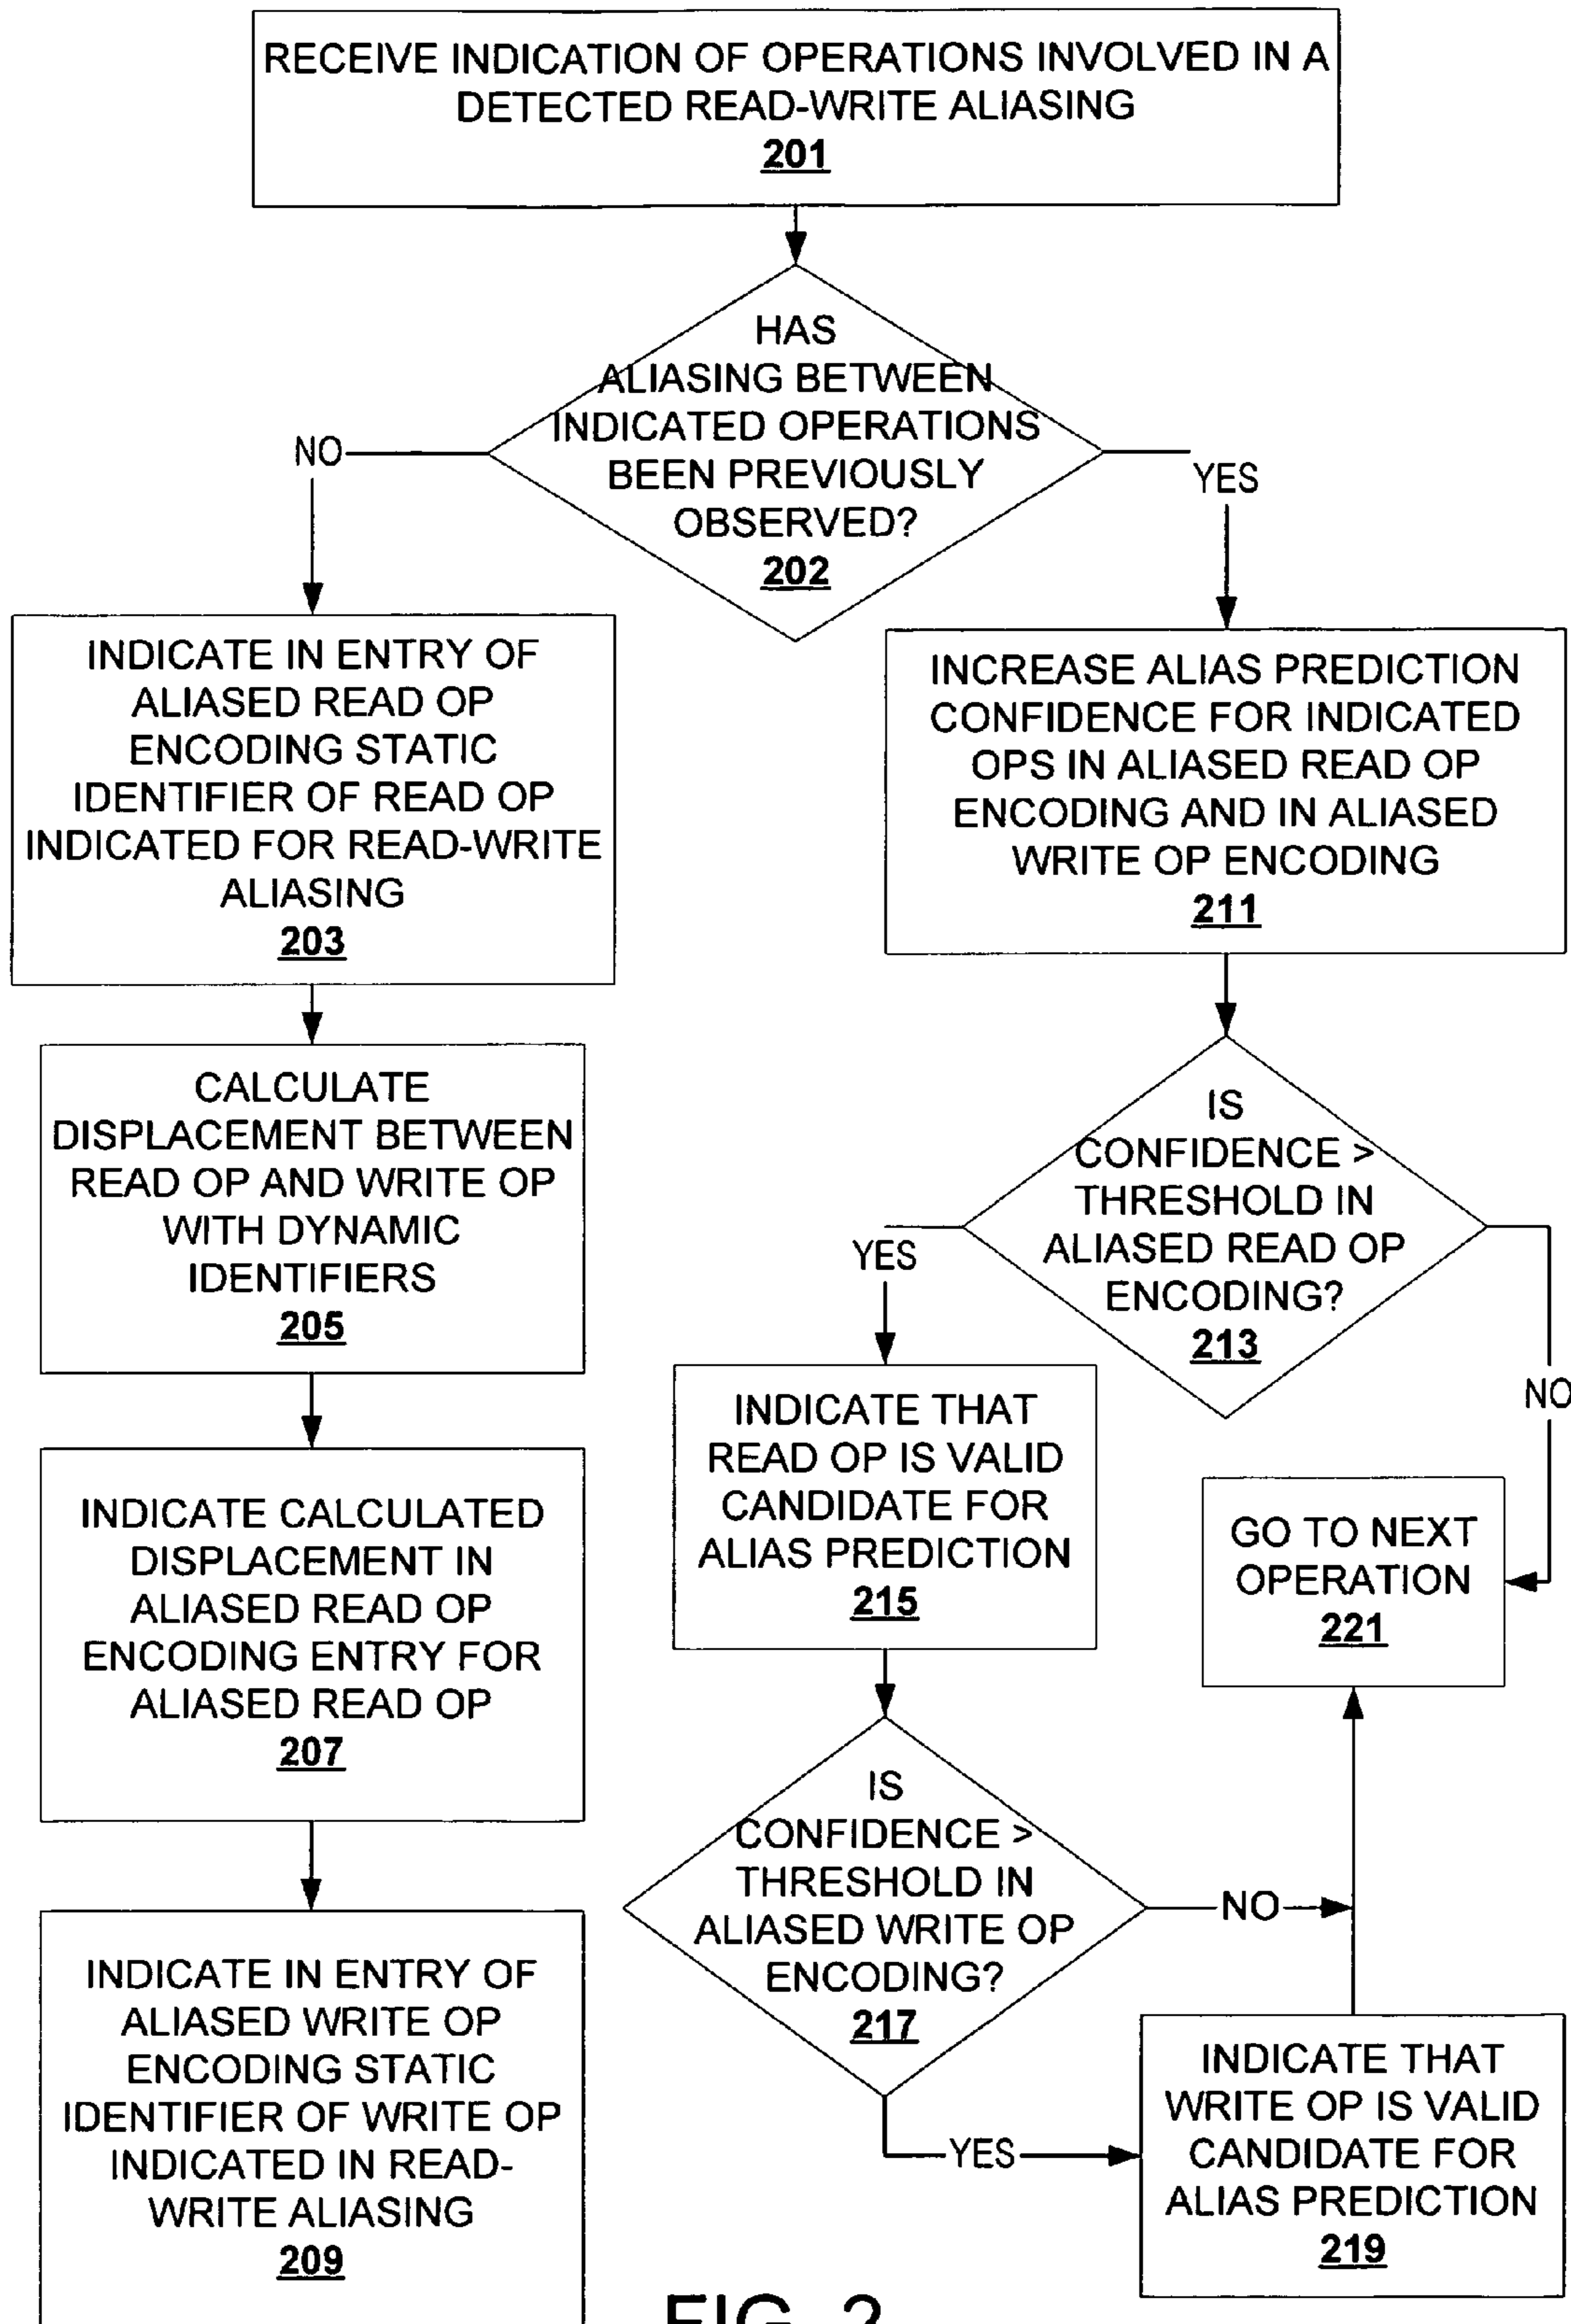 RECEIVE INDICATION OF OPERATIONS INVOLVED IN A
DETECTED READ-WRITE ALIASING
201
HAS
ALIASING BETWEEN
INDICATED OPERATIONS
BEEN PREVIOUSLY
OBSERVED?
202
NO
YES
INDICATE IN ENTRY OF
ALIASED READ OP
ENCODING STATIC
IDENTIFIER OF READ OP
INDICATED FOR READ-WRITE
ALIASING
203
INCREASE ALIAS PREDICTION
CONFIDENCE FOR INDICATED
OPS IN ALIASED READ OP
ENCODING AND IN ALIASED
WRITE OP ENCODING
211
CALCULATE
DISPLACEMENT BETWEEN
READ OP AND WRITE OP
WITH DYNAMIC
IDENTIFIERS
205
IS
CONFIDENCE >
THRESHOLD IN
ALIASED READ OP
ENCODING?
213
YES
NO
INDICATE THAT
READ OP IS VALID
CANDIDATE FOR
ALIAS PREDICTION
215
GO TO NEXT
OPERATION
221
INDICATE CALCULATED
DISPLACEMENT IN
ALIASED READ OP
ENCODING ENTRY FOR
ALIASED READ OP
207
IS
CONFIDENCE >
THRESHOLD IN
ALIASED WRITE OP
ENCODING?
217
NO
YES
INDICATE IN ENTRY OF
ALIASED WRITE OP
ENCODING STATIC
IDENTIFIER OF WRITE OP
INDICATED IN READ-
WRITE ALIASING
209
INDICATE THAT
WRITE OP IS VALID
CANDIDATE FOR
ALIAS PREDICTION
219
FIG. 2